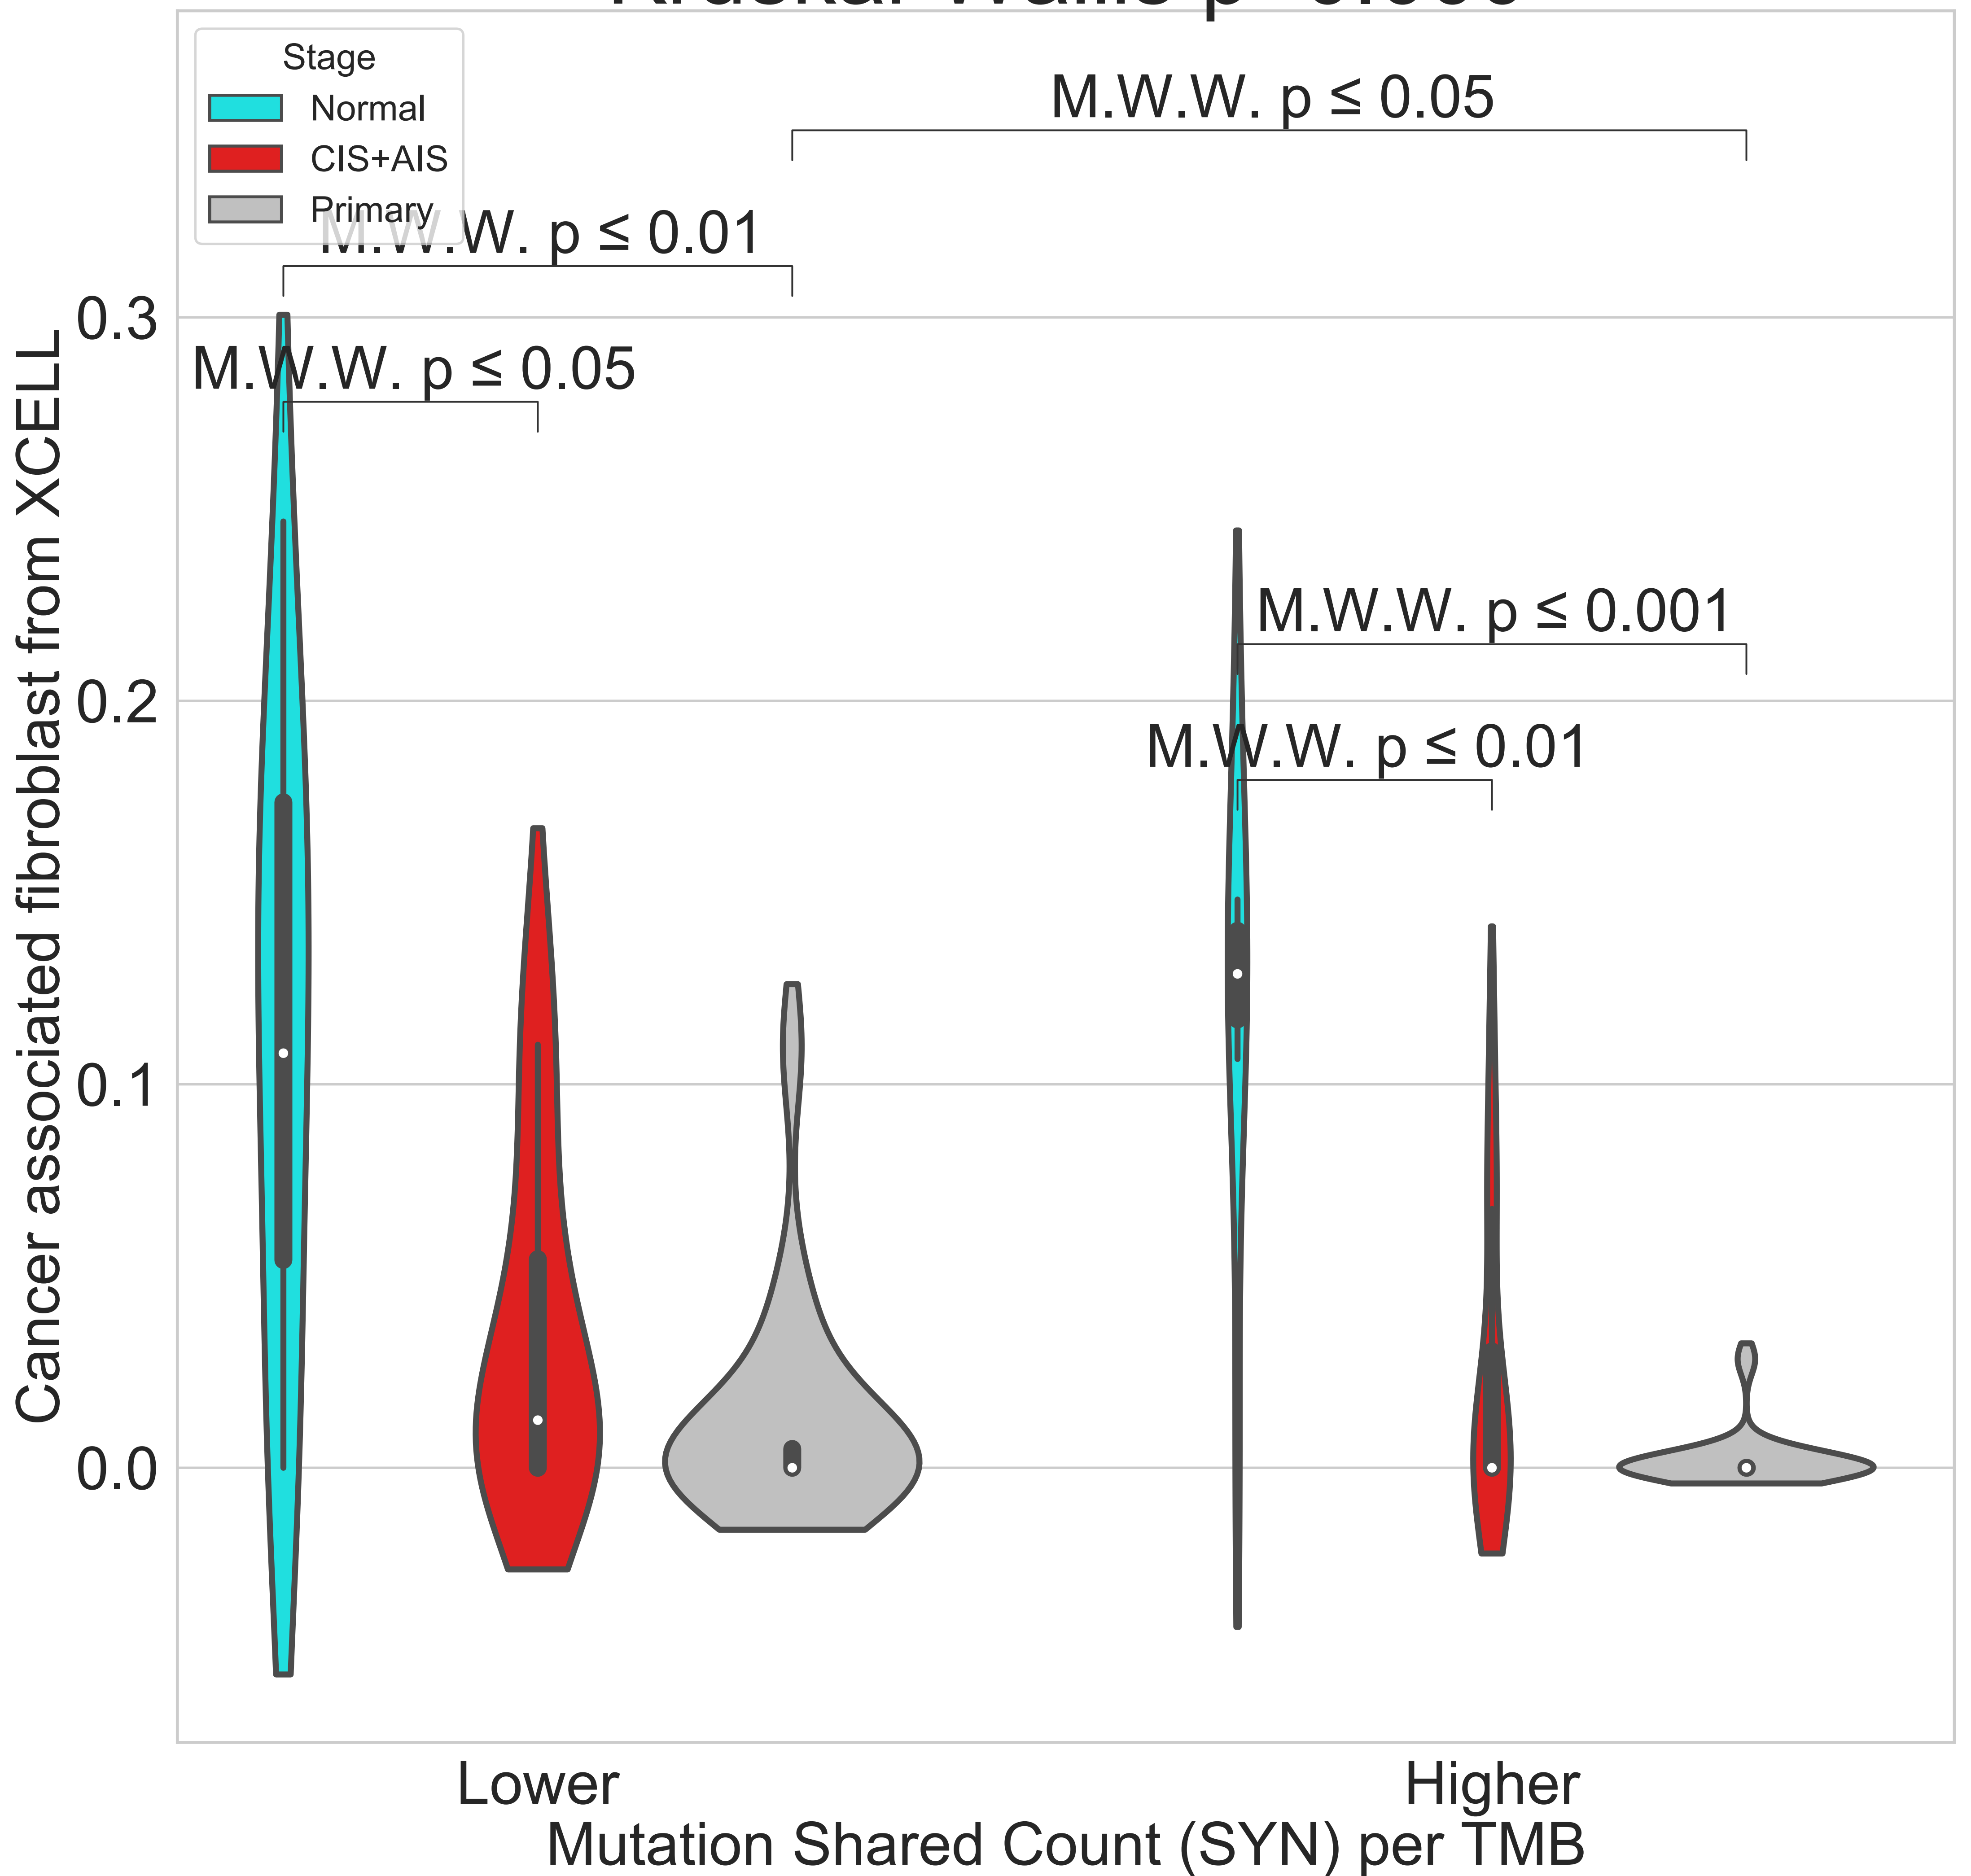 Stage
Normal
CIS+AIS
Primary
M.W.W. p ≤ 0.05
M.W.W. p ≤ 0.01
M.W.W. p ≤ 0.05
M.W.W. p ≤ 0.001
M.W.W. p ≤ 0.01
Cancer associated fibroblast from XCELL
0.3
0.2
0.1
0.0
Lower
Higher
Mutation Shared Count (SYN) per TMB